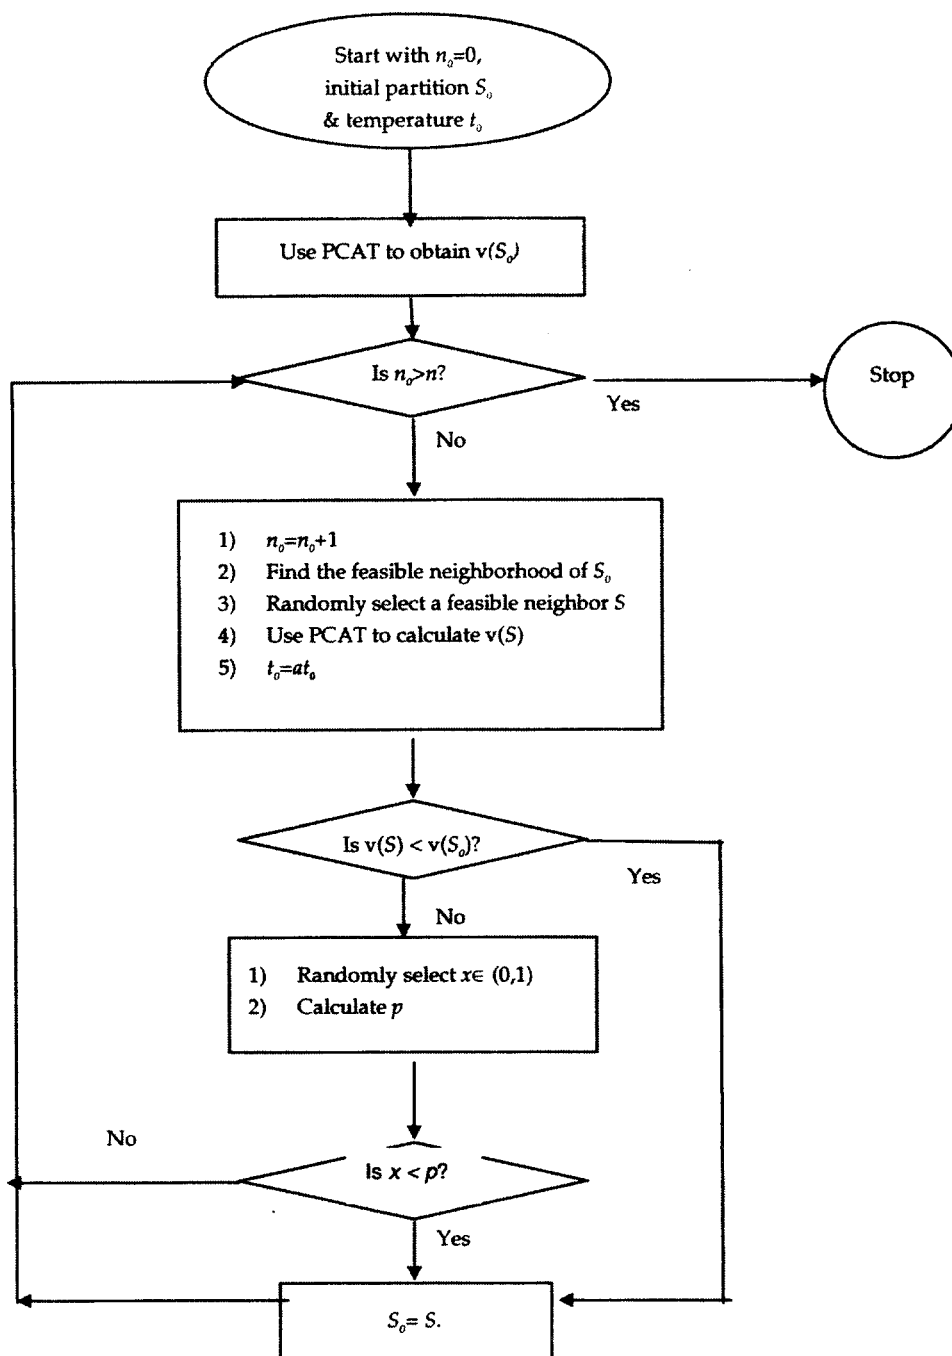 Start with n₀=0,
initial partition S₀
& temperature t₀
Use PCAT to obtain v(S₀)
Is n₀>n?
Stop
Yes
No
1) n₀=n₀+1
2) Find the feasible neighborhood of S₀
3) Randomly select a feasible neighbor S
4) Use PCAT to calculate v(S)
5) t₀=at₀
Is v(S) < v(S₀)?
Yes
No
1) Randomly select x∈ (0,1)
2) Calculate p
No
Is x < p?
Yes
S₀= S.